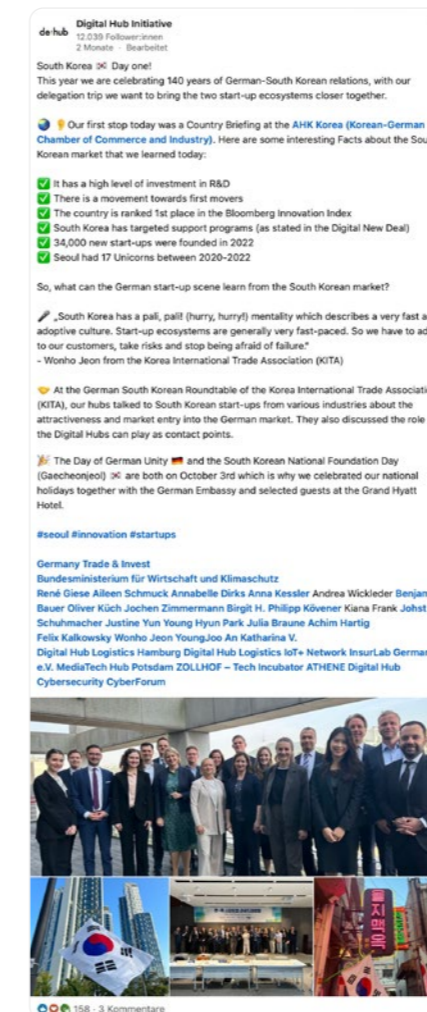 de:hub
Digital Hub Initiative
12.039 Follower:innen
2 Monate · Bearbeitet
South Korea 🇰🇷 Day one!
This year we are celebrating 140 years of German-South Korean relations, with our
delegation trip we want to bring the two start-up ecosystems closer together.
🌏 💡Our first stop today was a Country Briefing at the AHK Korea (Korean-German
Chamber of Commerce and Industry). Here are some interesting Facts about the Sou
Korean market that we learned today:
✅ It has a high level of investment in R&D
✅ There is a movement towards first movers
✅ The country is ranked 1st place in the Bloomberg Innovation Index
✅ South Korea has targeted support programs (as stated in the Digital New Deal)
✅ 34,000 new start-ups were founded in 2022
✅ Seoul had 17 Unicorns between 2020-2022
So, what can the German start-up scene learn from the South Korean market?
🎤 „South Korea has a pali, pali! (hurry, hurry!) mentality which describes a very fast a
adoptive culture. Start-up ecosystems are generally very fast-paced. So we have to ad
to our customers, take risks and stop being afraid of failure."
- Wonho Jeon from the Korea International Trade Association (KITA)
🤝 At the German South Korean Roundtable of the Korea International Trade Associati
(KITA), our hubs talked to South Korean start-ups from various industries about the
attractiveness and market entry into the German market. They also discussed the role
the Digital Hubs can play as contact points.
🎉 The Day of German Unity 🇩🇪 and the South Korean National Foundation Day
(Gaecheonjeol) 🇰🇷 are both on October 3rd which is why we celebrated our national
holidays together with the German Embassy and selected guests at the Grand Hyatt
Hotel.
#seoul #innovation #startups
Germany Trade & Invest
Bundesministerium für Wirtschaft und Klimaschutz
René Giese Aileen Schmuck Annabelle Dirks Anna Kessler Andrea Wickleder Benjam
Bauer Oliver Küch Jochen Zimmermann Birgit H. Philipp Kövener Kiana Frank Johst
Schuhmacher Justine Yun Young Hyun Park Julia Braune Achim Hartig
Felix Kalkowsky Wonho Jeon YoungJoo An Katharina V.
Digital Hub Logistics Hamburg Digital Hub Logistics IoT+ Network InsurLab German
e.V. MediaTech Hub Potsdam ZOLLHOF – Tech Incubator ATHENE Digital Hub
Cybersecurity CyberForum
을지맥옥
158 · 3 Kommentare